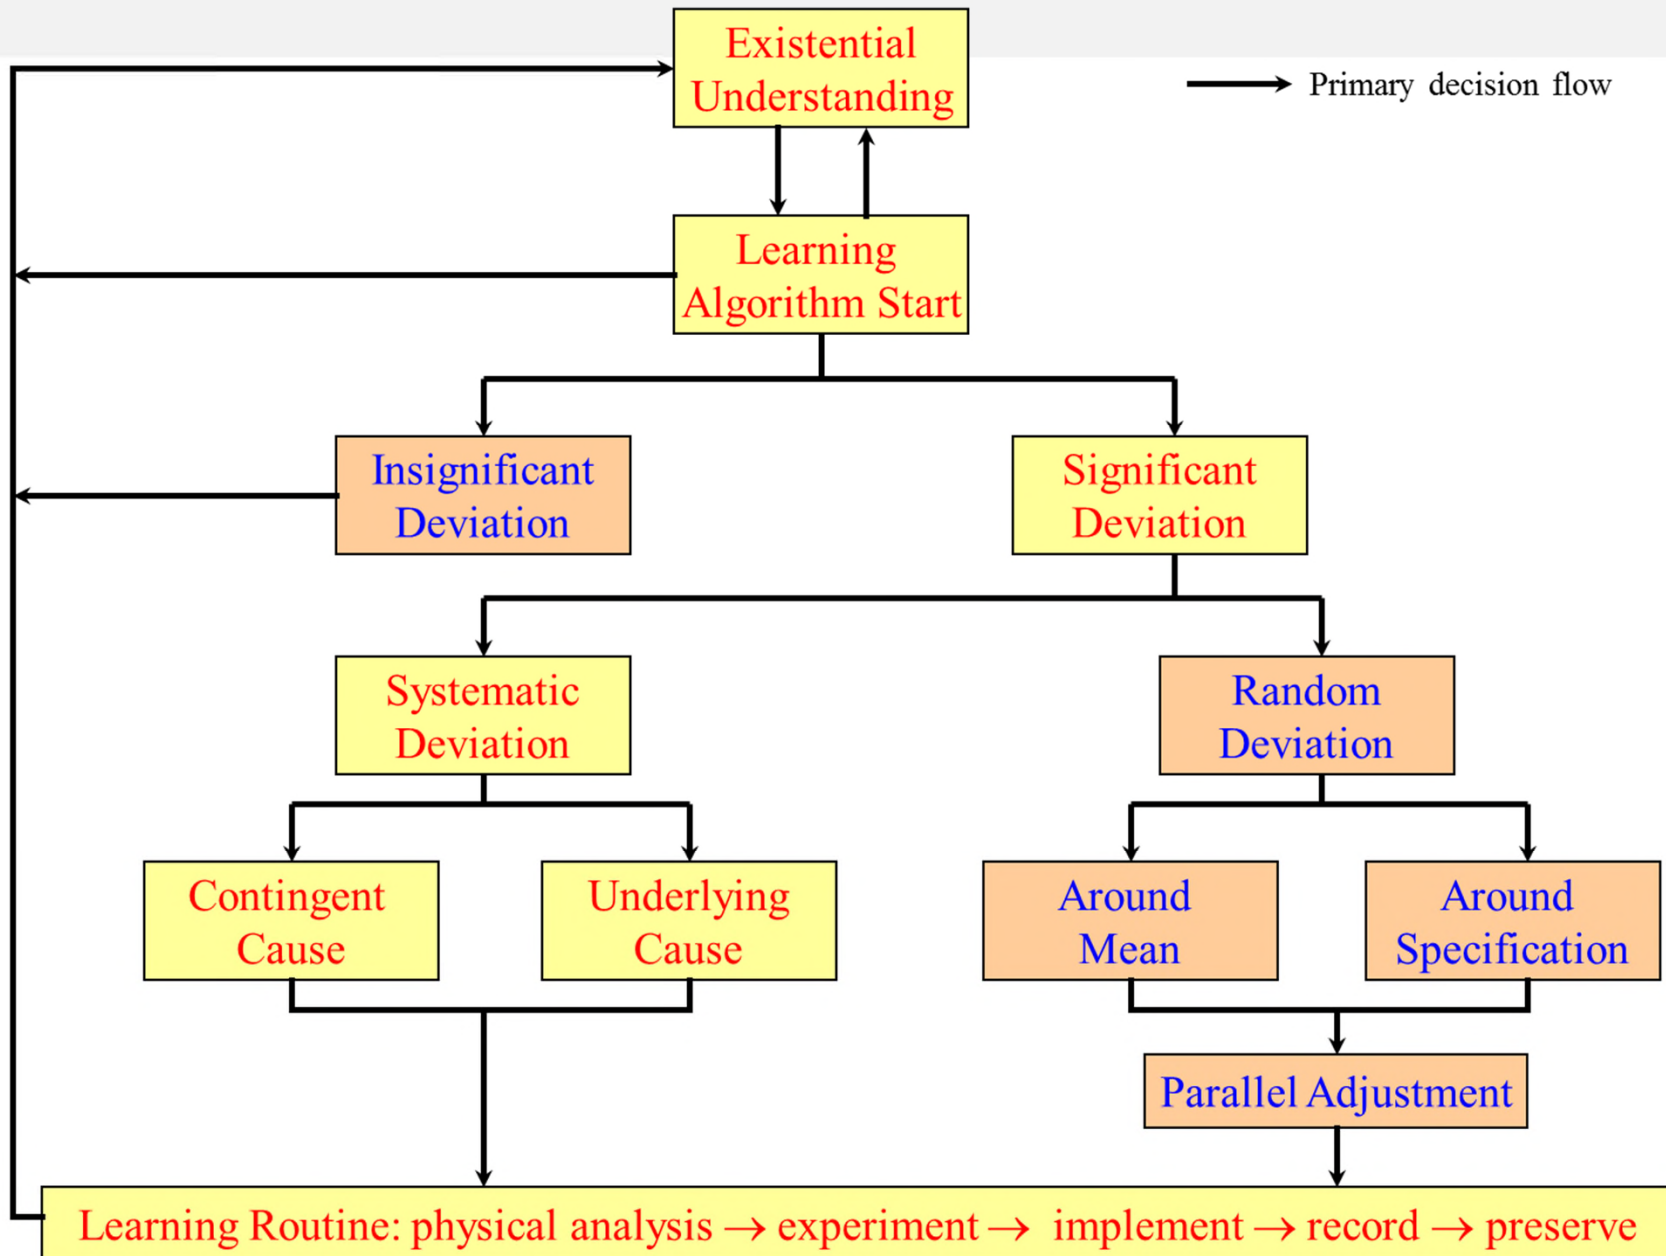 Existential
Understanding
Primary decision flow
Learning
Algorithm Start
Insignificant
Deviation
Significant
Deviation
Systematic
Deviation
Random
Deviation
Contingent
Cause
Underlying
Cause
Around
Mean
Around
Specification
Parallel Adjustment
Learning Routine: physical analysis → experiment → implement → record → preserve